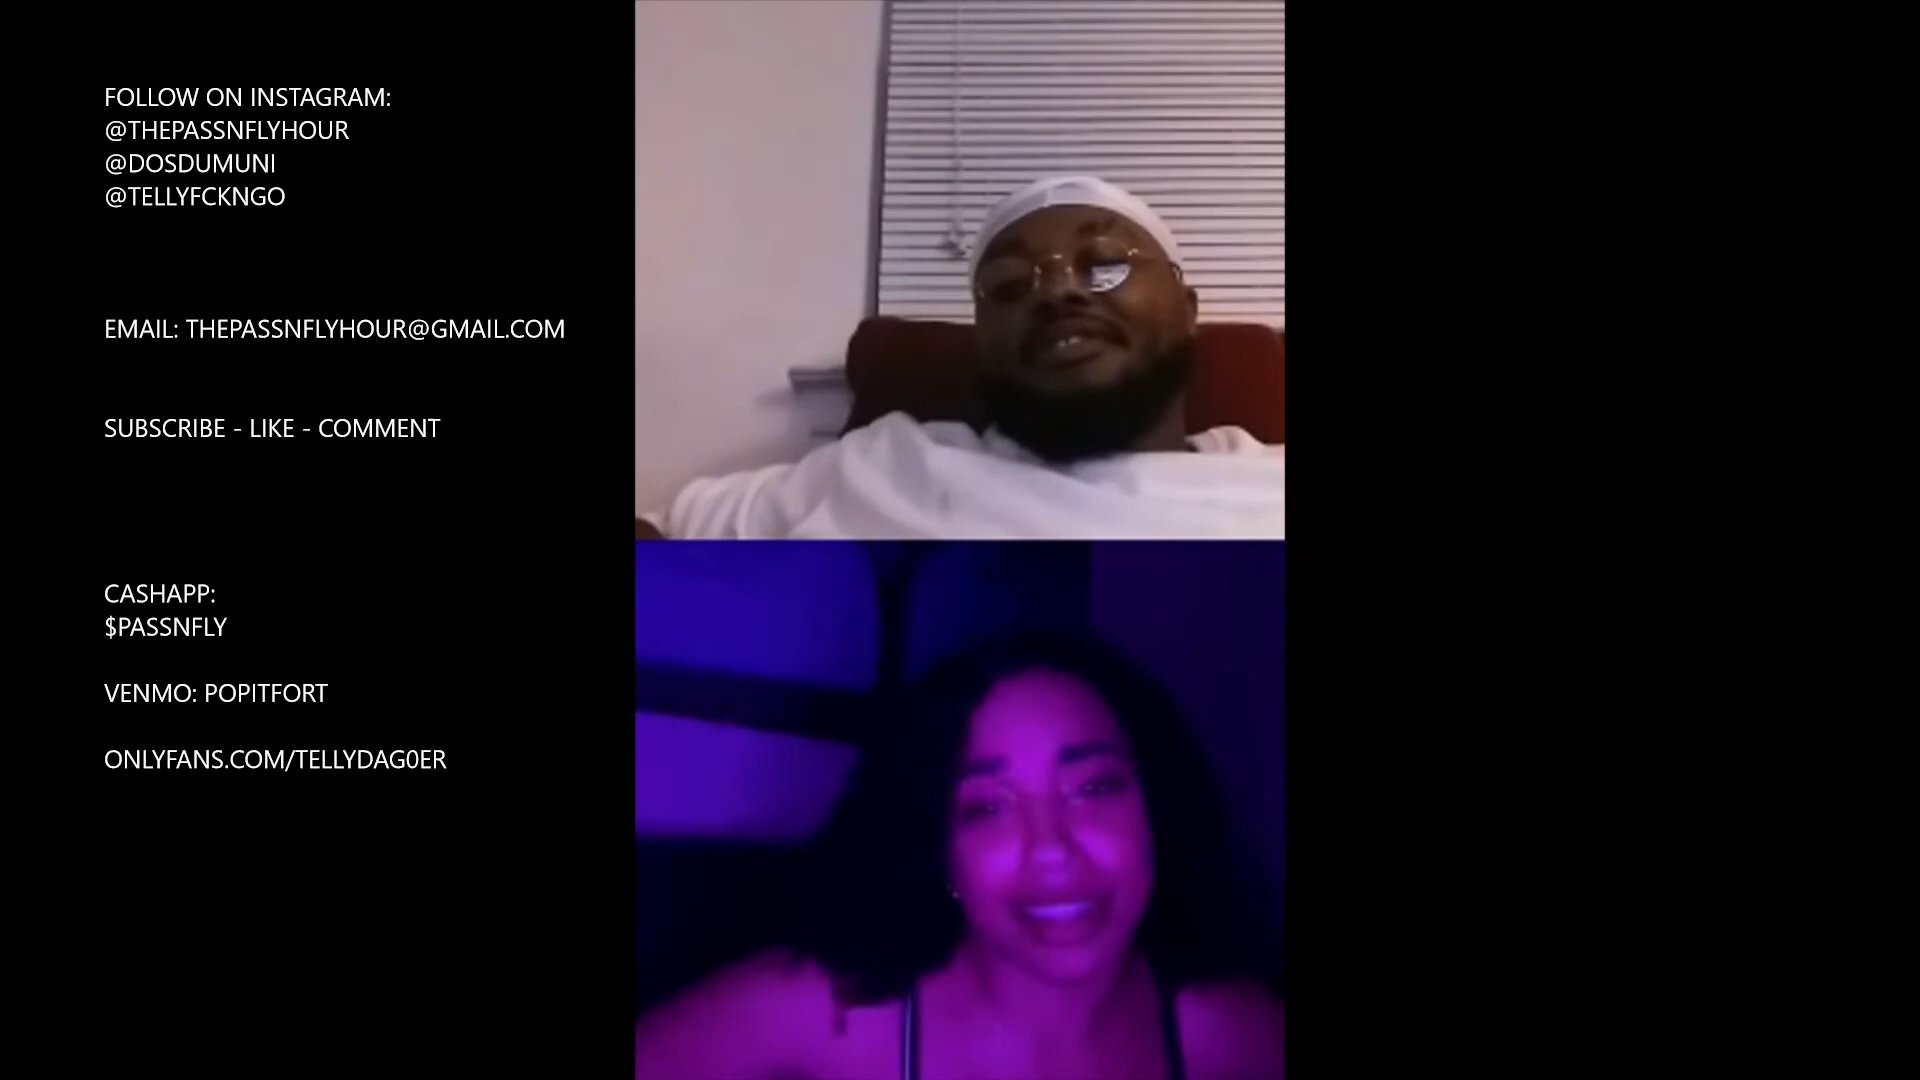 FOLLOW ON INSTAGRAM:
@THEPASSNFLYHOUR
@DOSDUMUNI
@TELLYFCKNGO
EMAIL: THEPASSNFLYHOUR@GMAIL.COM
SUBSCRIBE - LIKE - COMMENT
CASHAPP:
$PASSNFLY
VENMO: POPITFORT
ONLYFANS.COM/TELLYDAG0ER